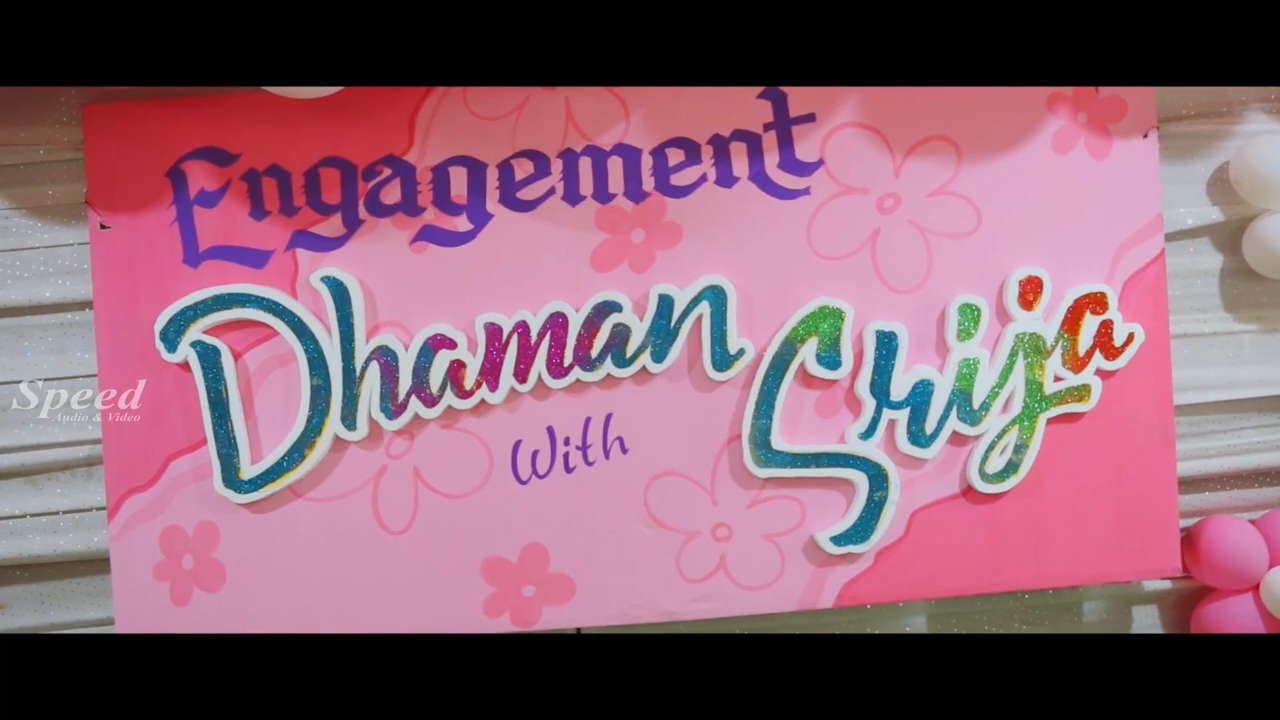 Engagement
Dhaman Srija
With
Speed
Audio & Video